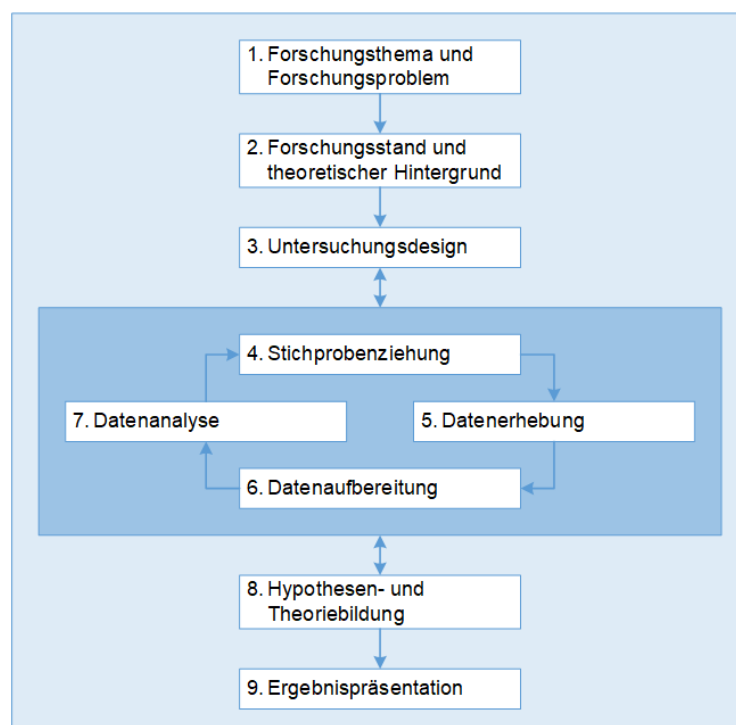 1. Forschungsthema und
Forschungsproblem
2. Forschungsstand und
theoretischer Hintergrund
3. Untersuchungsdesign
4. Stichprobenziehung
7. Datenanalyse
5. Datenerhebung
6. Datenaufbereitung
8. Hypothesen- und
Theoriebildung
9. Ergebnispräsentation